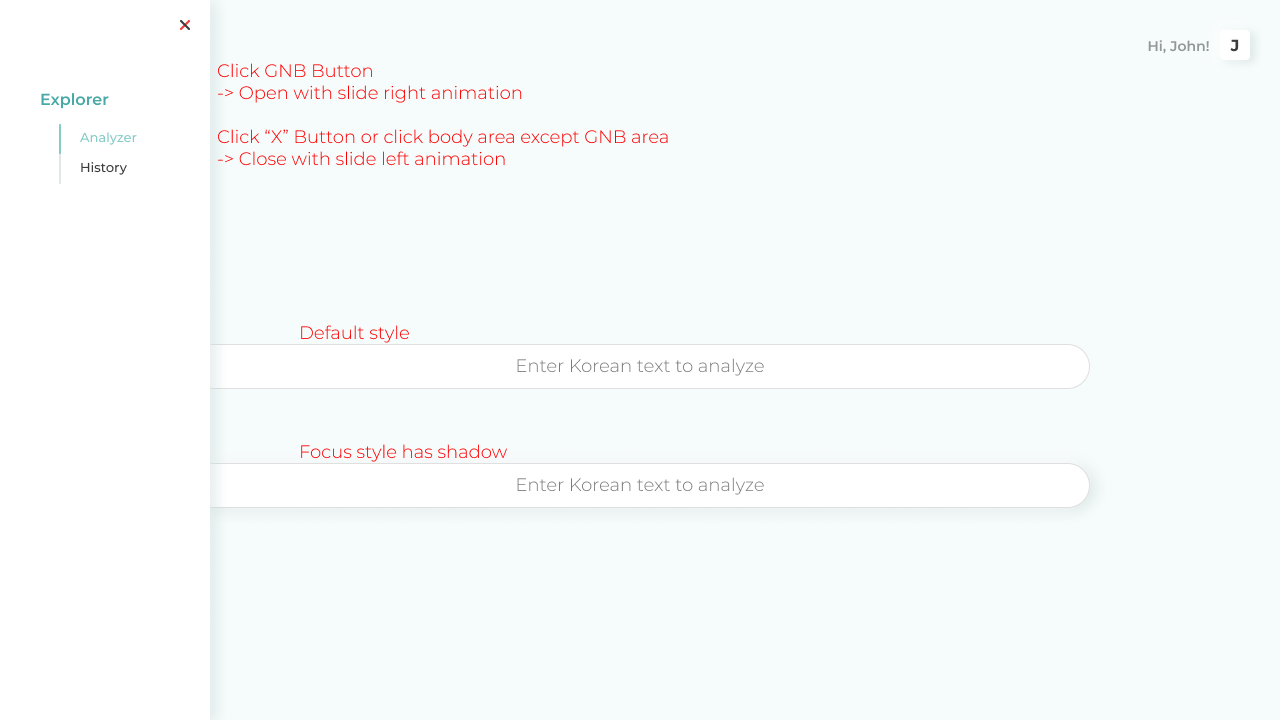 Hi, John!
J
Explorer
Analyzer
History
Click GNB Button
-> Open with slide right animation
Click “X” Button or click body area except GNB area
-> Close with slide left animation
Default style
Enter Korean text to analyze
Focus style has shadow
Enter Korean text to analyze